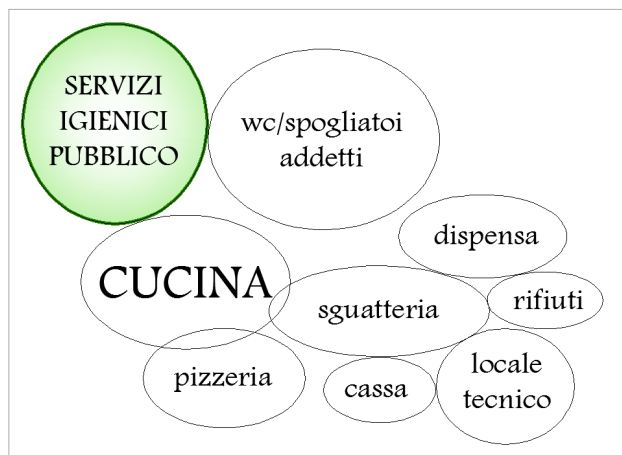 SERVIZI
IGIENICI
PUBBLICO
wc/spogliatoi
addetti
dispensa
CUCINA
sguatteria
rifiuti
pizzeria
cassa
locale
tecnico